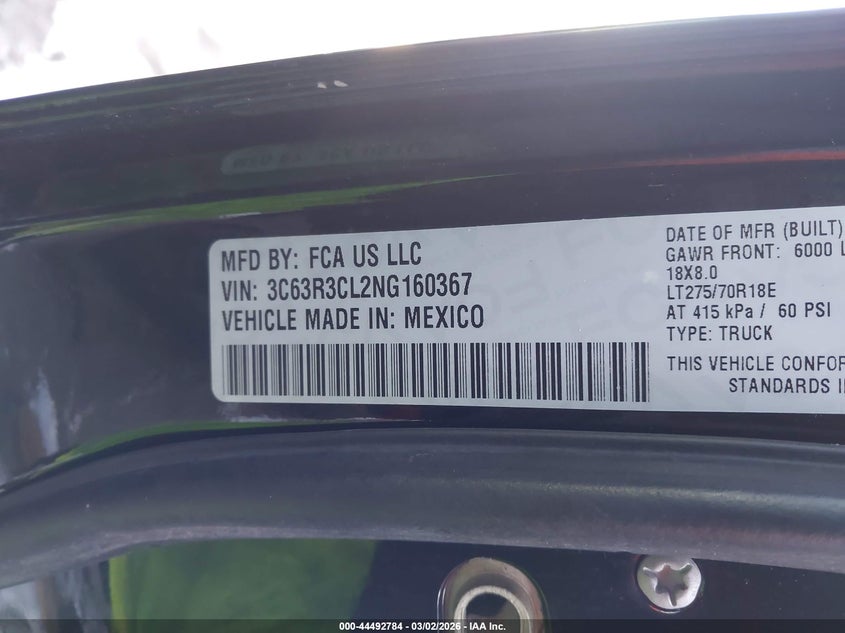 MFD BY: FCA US LLC
VIN: 3C63R3CL2NG160367
VEHICLE MADE IN: MEXICO
DATE OF MFR (BUILT)
GAWR FRONT: 6000
18X8.0
LT275/70R18E
AT 415 kPa / 60 PSI
TYPE: TRUCK
THIS VEHICLE
STANDARDS
000-44492784 - 03/02/2026 - IAA Inc.